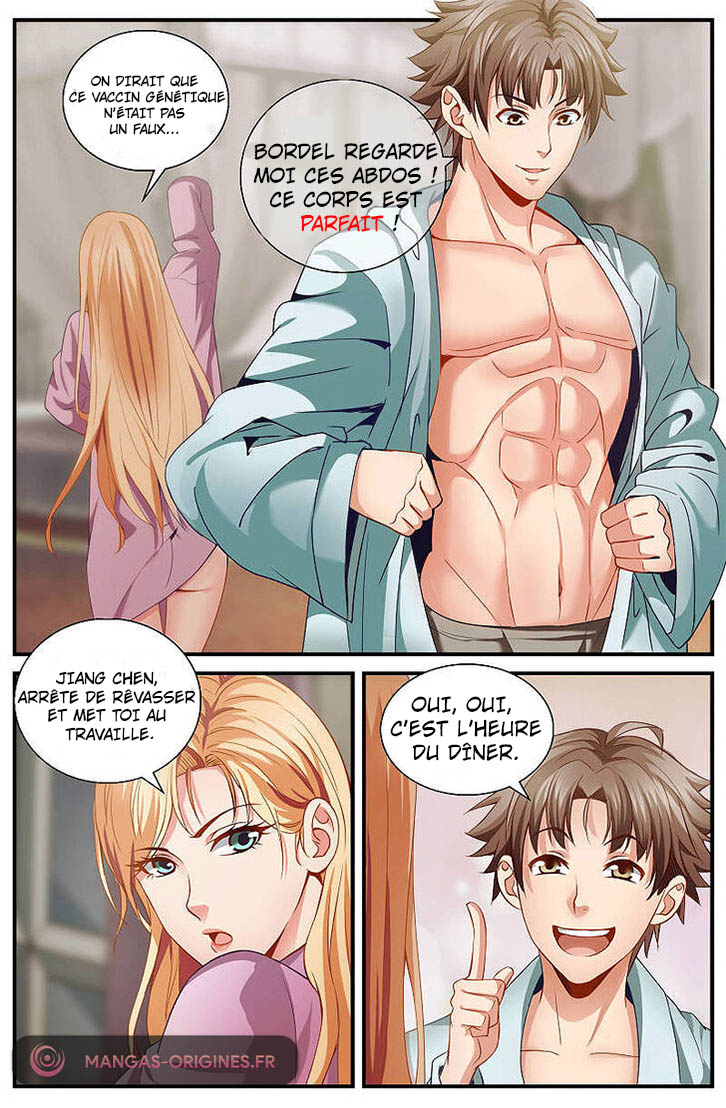 ON DIRAIT QUE
CE VACCIN GÉNÉTIQUE
N'ÉTAIT PAS
UN FAUX...
BORDEL REGARDE
MOI CES ABDOS !
CE CORPS EST
PARFAIT !
JIANG CHEN,
ARRÊTE DE RÊVASSER
ET MET TOI AU
TRAVAILLE.
OUI, OUI,
C'EST L'HEURE
DU DÎNER.
MANGAS-ORIGINES.FR